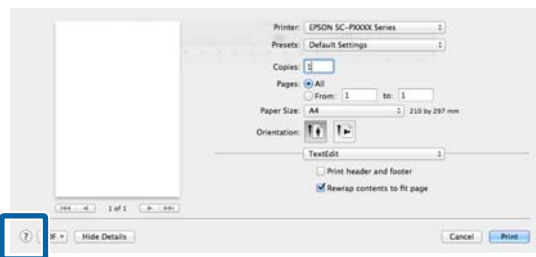 Printer: EPSON SC-PXXXX Series
Presets: Default Settings
Copies: 1
Pages: All
From: 1 to: 1
Paper Size: A4 210 by 297 mm
Orientation:
TextEdit
Print header and footer
Rewrap contents to fit page
1 of 1
? DF Hide Details Cancel Print